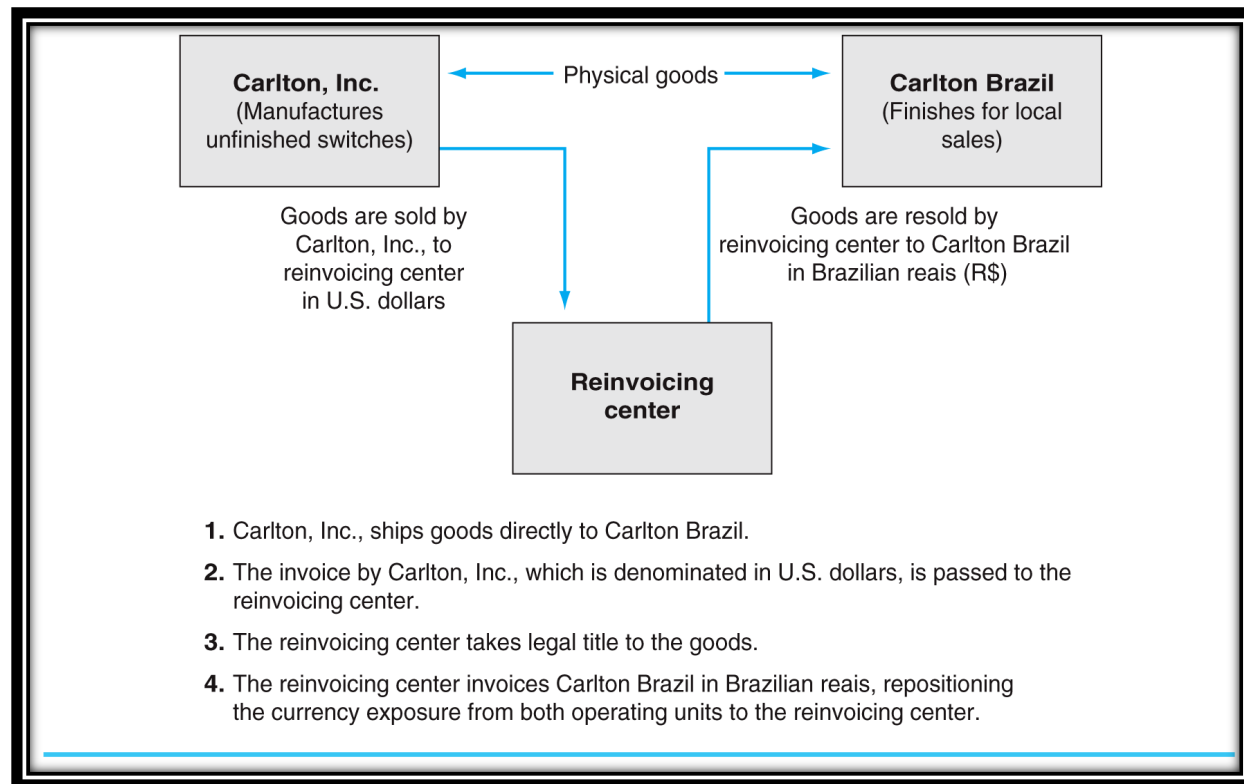 Carlton, Inc.
(Manufactures
unfinished switches)
Physical goods
Carlton Brazil
(Finishes for local
sales)
Goods are sold by
Carlton, Inc., to
reinvoicing center
in U.S. dollars
Goods are resold by
reinvoicing center to Carlton Brazil
in Brazilian reais (R$)
Reinvoicing
center
1. Carlton, Inc., ships goods directly to Carlton Brazil.
2. The invoice by Carlton, Inc., which is denominated in U.S. dollars, is passed to the
reinvoicing center.
3. The reinvoicing center takes legal title to the goods.
4. The reinvoicing center invoices Carlton Brazil in Brazilian reais, repositioning
the currency exposure from both operating units to the reinvoicing center.